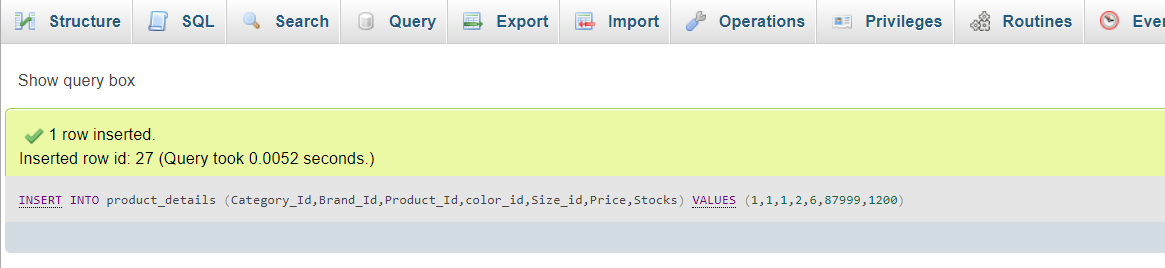 Structure SQL Search Query Export Import Operations Privileges Routines
Show query box
1 row inserted.
Inserted row id: 27 (Query took 0.0052 seconds.)
INSERT INTO product_details (Category_Id,Brand_Id,Product_Id,color_id,Size_id,Price,Stocks) VALUES (1,1,1,2,6,87999,1200)